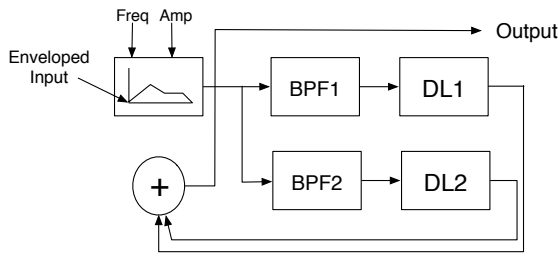 Freq Amp
Output
Enveloped
Input
BPF1
DL1
BPF2
DL2
+